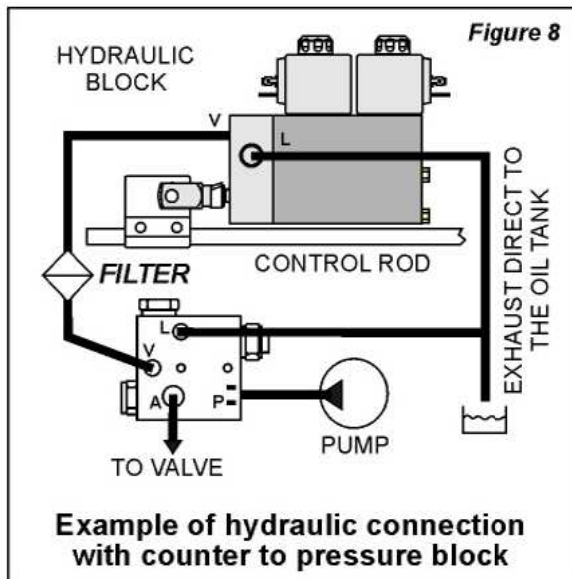 Figure 8
HYDRAULIC
BLOCK
V
L
EXHAUST DIRECT TO
THE OIL TANK
CONTROL ROD
FILTER
L
V
A
P
PUMP
TO VALVE
Example of hydraulic connection
with counter to pressure block